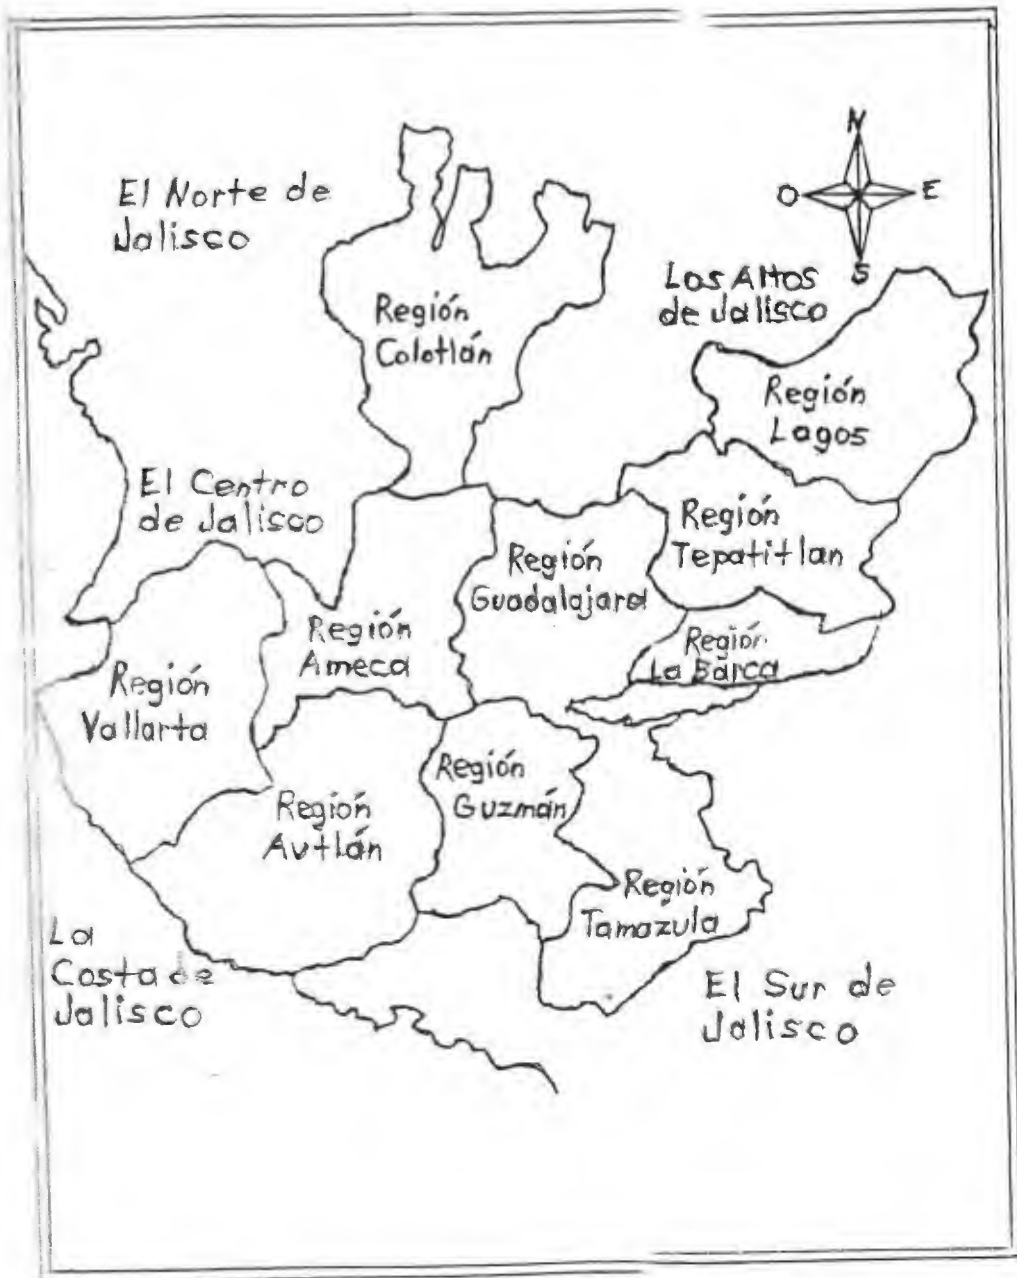 El Norte de
Jalisco
N
O
E
S
Los Altos
de Jalisco
Región
Colotlán
Región
Lagos
El Centro
de Jalisco
Región
Tepatitlan
Región
Guadalajara
Región
Ameca
Región
La Barca
Región
Vallarta
Región
Guzmán
Región
Autlán
Región
Tamazula
La
Costa de
Jalisco
El Sur de
Jalisco